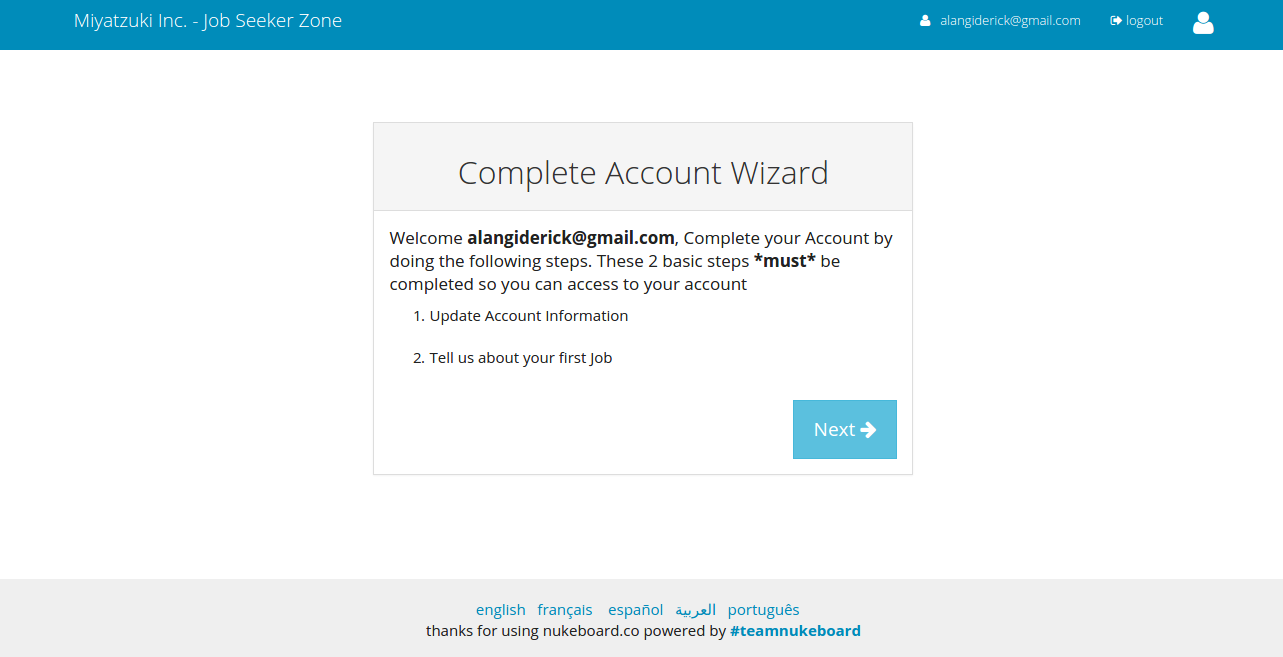 Miyatzuki Inc. - Job Seeker Zone
alangiderick@gmail.com
logout
Complete Account Wizard
Welcome alangiderick@gmail.com, Complete your Account by
doing the following steps. These 2 basic steps *must* be
completed so you can access to your account
1. Update Account Information
2. Tell us about your first Job
Next
english français español العربية português
thanks for using nukeboard.co powered by #teamnukeboard